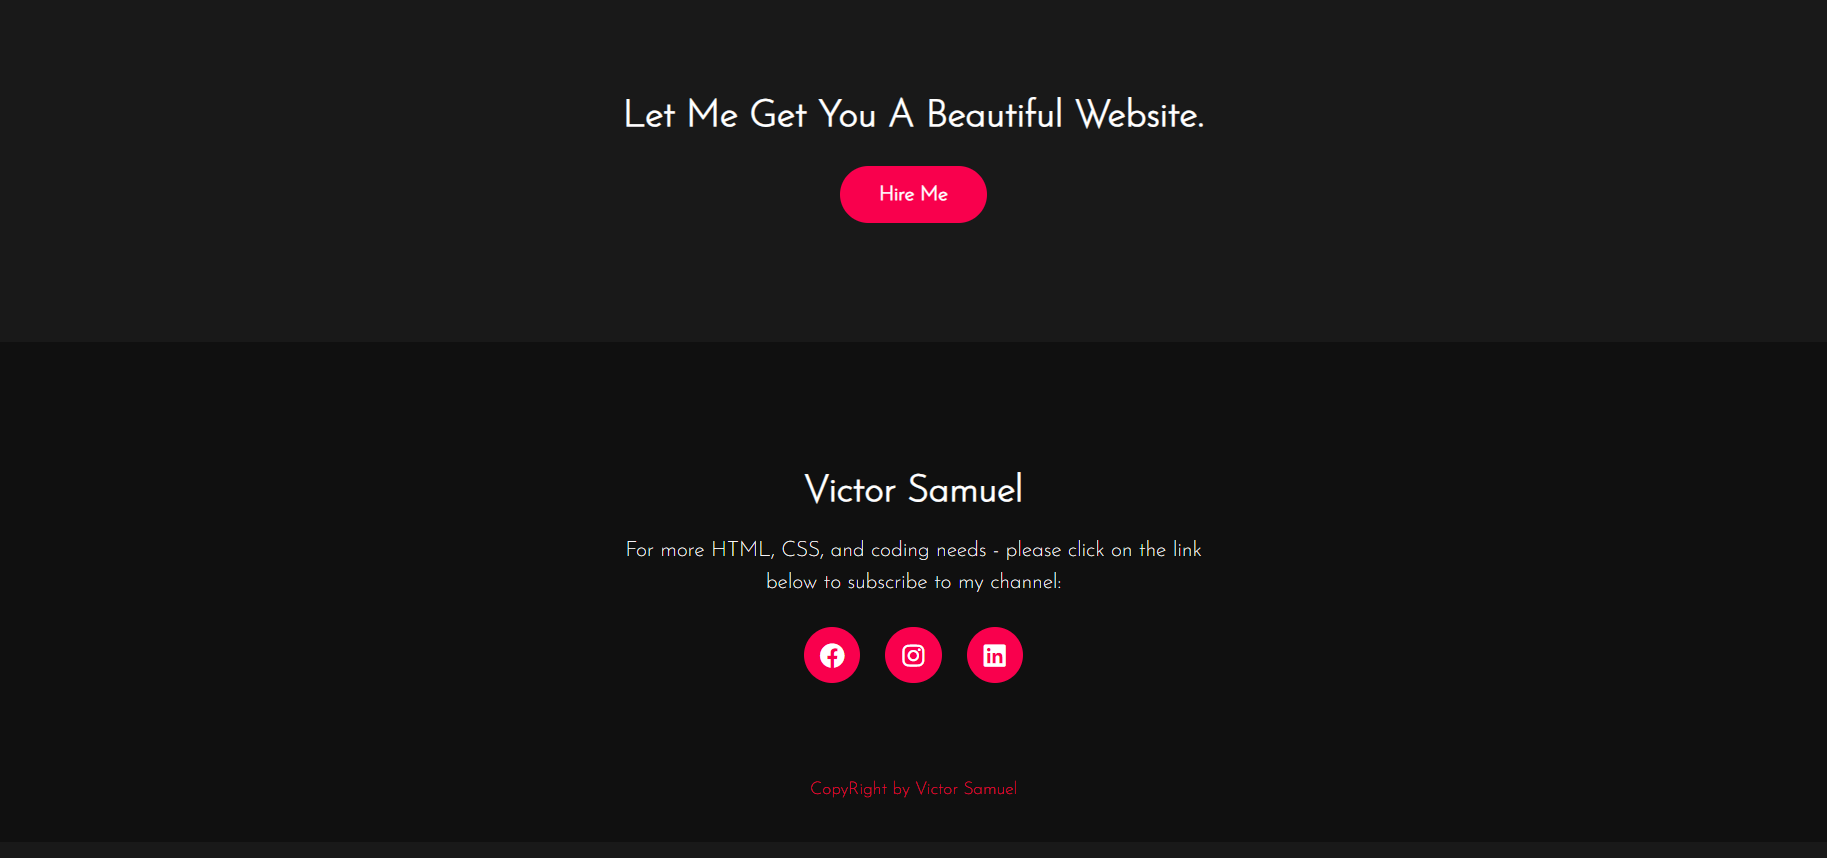 Let Me Get You A Beautiful Website.
Hire Me
Victor Samuel
For more HTML, CSS, and coding needs - please click on the link
below to subscribe to my channel:
CopyRight by Victor Samuel